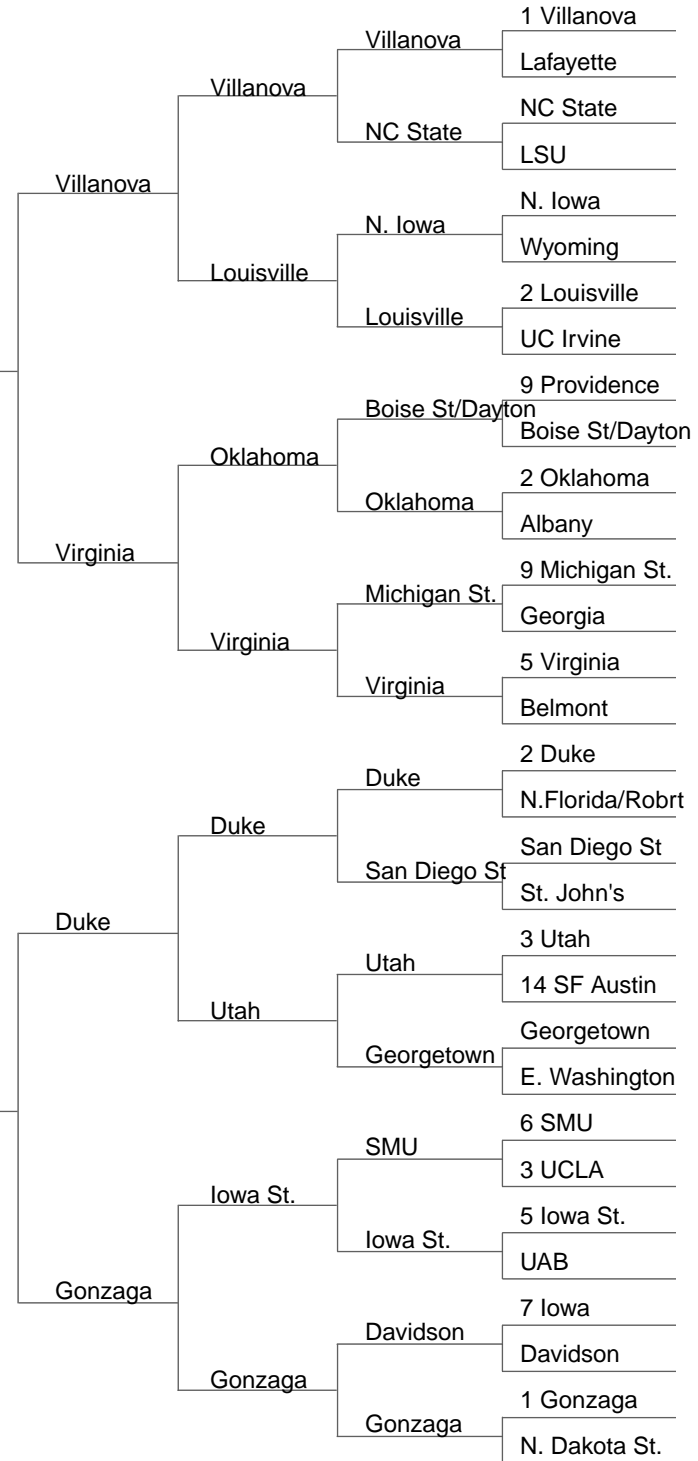 1 Villanova
Villanova
Lafayette
Villanova
NC State
NC State
LSU
Villanova
N. Iowa
N. Iowa
Wyoming
Louisville
2 Louisville
Louisville
UC Irvine
9 Providence
Boise St/Dayton
Boise St/Dayton
Oklahoma
2 Oklahoma
Oklahoma
Albany
Virginia
9 Michigan St.
Michigan St.
Georgia
Virginia
5 Virginia
Virginia
Belmont
2 Duke
Duke
N.Florida/Robrt
Duke
San Diego St
San Diego St
St. John's
Duke
3 Utah
Utah
14 SF Austin
Utah
Georgetown
Georgetown
E. Washington
6 SMU
SMU
3 UCLA
Iowa St.
5 Iowa St.
Iowa St.
UAB
Gonzaga
7 Iowa
Davidson
Davidson
Gonzaga
1 Gonzaga
Gonzaga
N. Dakota St.